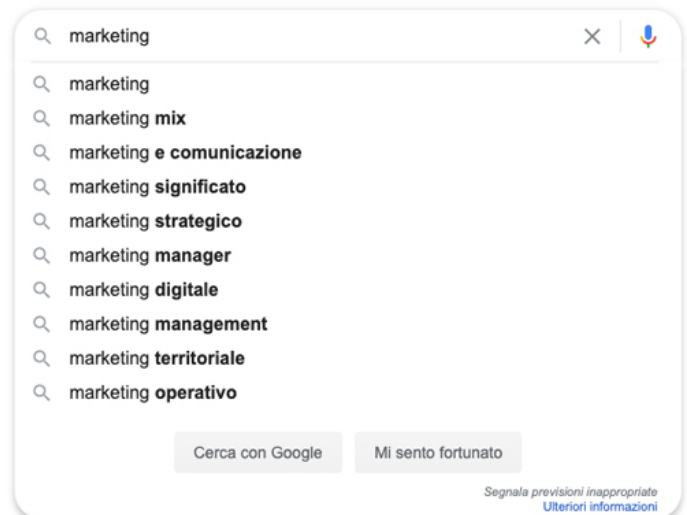 marketing
marketing
marketing mix
marketing e comunicazione
marketing significato
marketing strategico
marketing manager
marketing digitale
marketing management
marketing territoriale
marketing operativo
Cerca con Google
Mi sento fortunato
Segnala previsioni inappropriate
Ulteriori informazioni